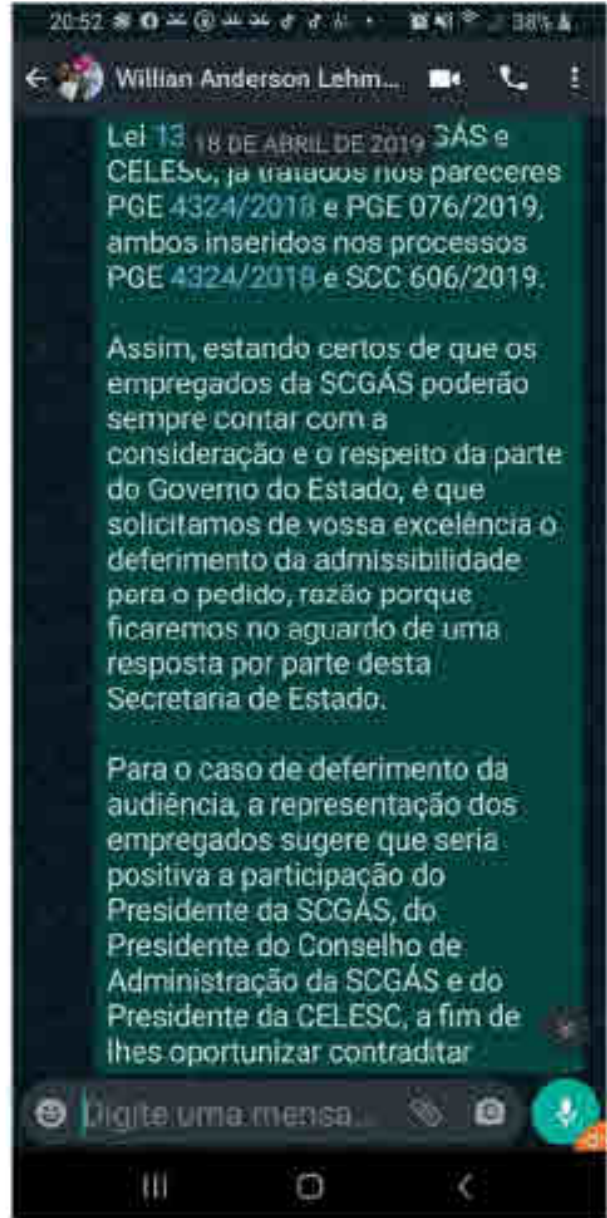 20:52
38%
Willian Anderson Lehm...
18 DE ABRIL DE 2019
Lei 13 GÁS e
CELESC, já tratados nos pareceres
PGE 4324/2018 e PGE 076/2019,
ambos inseridos nos processos
PGE 4324/2018 e SCC 606/2019.
Assim, estando certos de que os
empregados da SCGÁS poderão
sempre contar com a
consideração e o respeito da parte
do Governo do Estado, é que
solicitamos de vossa excelência o
deferimento da admissibilidade
para o pedido, razão porque
ficaremos no aguardo de uma
resposta por parte desta
Secretaria de Estado.
Para o caso de deferimento da
audiência, a representação dos
empregados sugere que seria
positiva a participação do
Presidente da SCGÁS, do
Presidente do Conselho de
Administração da SCGÁS e do
Presidente da CELESC, a fim de
lhes oportunizar contraditar
Digite uma mensa...